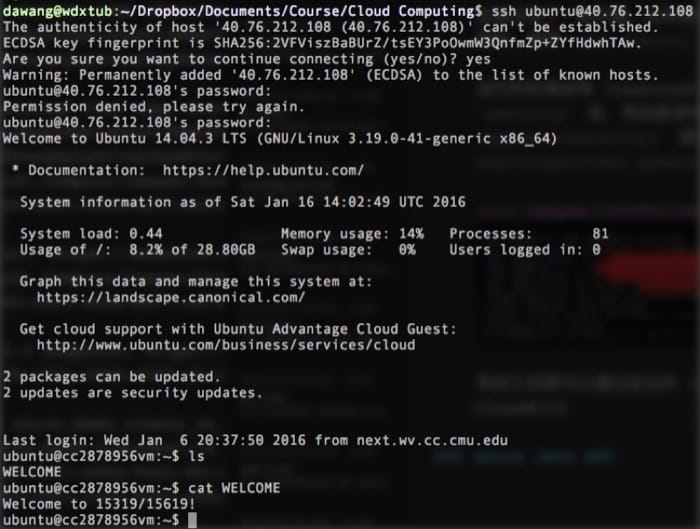 dawang@wdxtub:~/Dropbox/Documents/Course/Cloud Computing$ ssh ubuntu@40.76.212.108
The authenticity of host '40.76.212.108 (40.76.212.108)' can't be established.
ECDSA key fingerprint is SHA256:2VFViszBaBUrZ/tsEY3PoOwmW3QnfmZp+ZYfHdwhTAw.
Are you sure you want to continue connecting (yes/no)? yes
Warning: Permanently added '40.76.212.108' (ECDSA) to the list of known hosts.
ubuntu@40.76.212.108's password:
Permission denied, please try again.
ubuntu@40.76.212.108's password:
Welcome to Ubuntu 14.04.3 LTS (GNU/Linux 3.19.0-41-generic x86_64)
* Documentation:  https://help.ubuntu.com/
System information as of Sat Jan 16 14:02:49 UTC 2016
System load: 0.44 Memory usage: 14% Processes: 81
Usage of /: 8.2% of 28.80GB Swap usage: 0% Users logged in: 0
Graph this data and manage this system at:
https://landscape.canonical.com/
Get cloud support with Ubuntu Advantage Cloud Guest:
http://www.ubuntu.com/business/services/cloud
2 packages can be updated.
2 updates are security updates.
Last login: Wed Jan  6 20:37:50 2016 from next.wv.cc.cmu.edu
ubuntu@cc2878956vm:~$ ls
WELCOME
ubuntu@cc2878956vm:~$ cat WELCOME
Welcome to 15319/15619!
ubuntu@cc2878956vm:~$